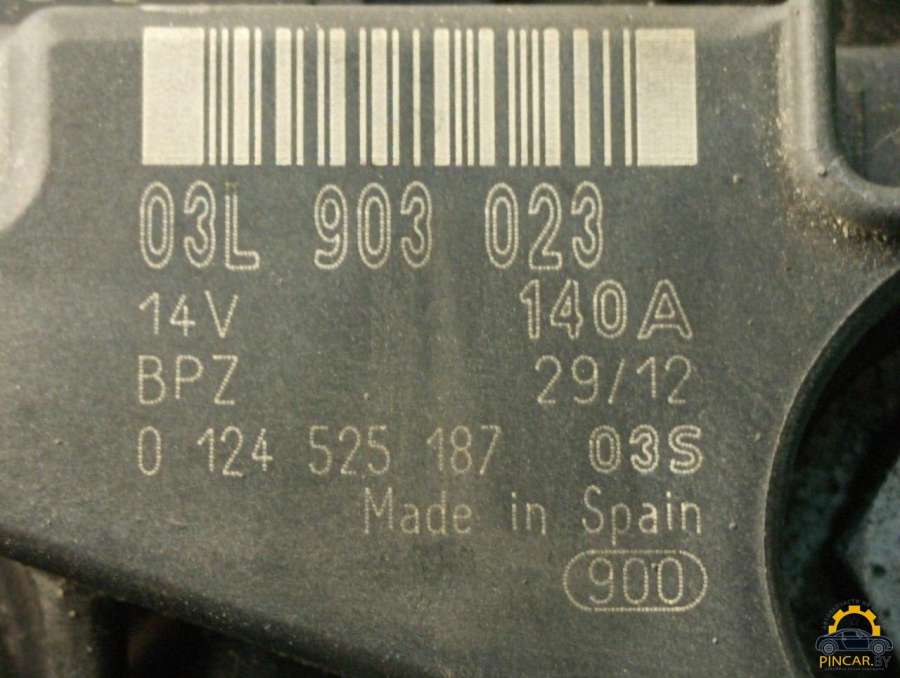 03L 903 023
14V 140A
BPZ 29/12
0 124 525 187 03S
Made in Spain
900
PINCAR.BY